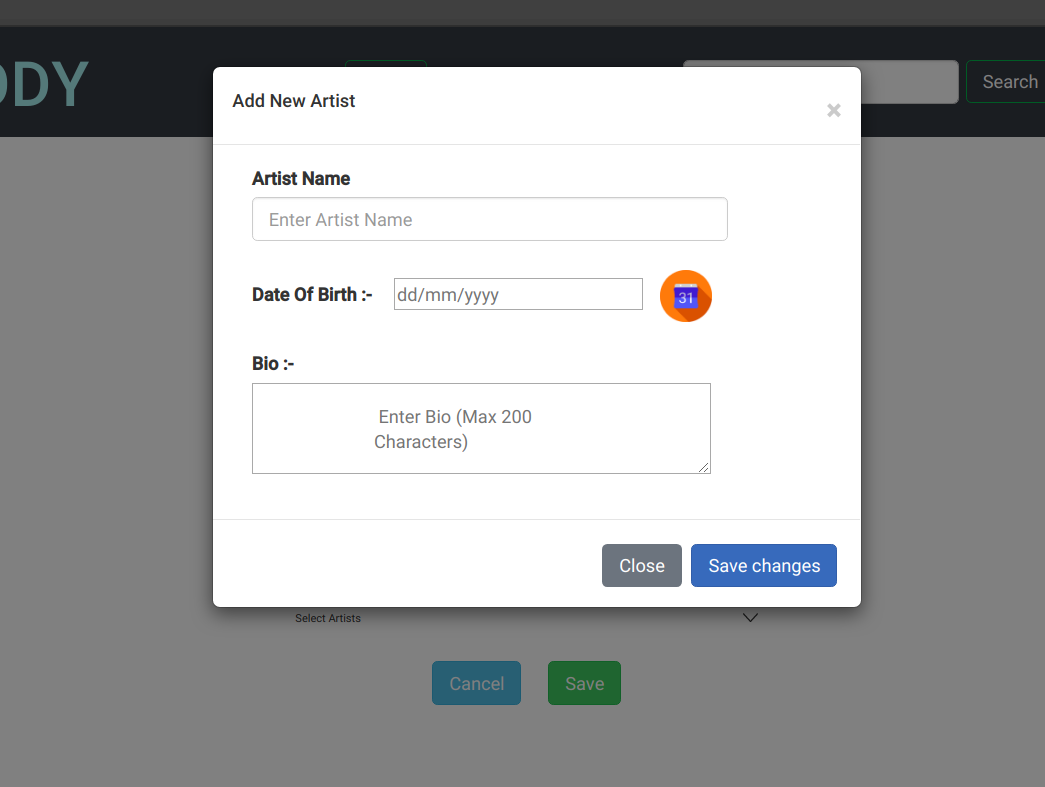 DDY
Search
Add New Artist
×
Artist Name
Enter Artist Name
Date Of Birth :-
dd/mm/yyyy
31
Bio :-
Enter Bio (Max 200
Characters)
Close
Save changes
Select Artists
Cancel
Save